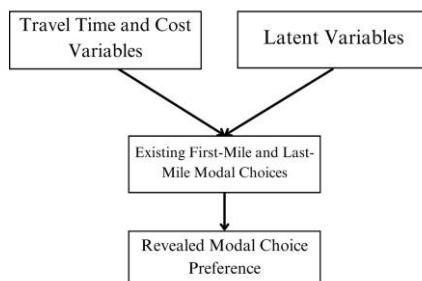 Travel Time and Cost
Variables
Latent Variables
Existing First-Mile and Last-
Mile Modal Choices
Revealed Modal Choice
Preference